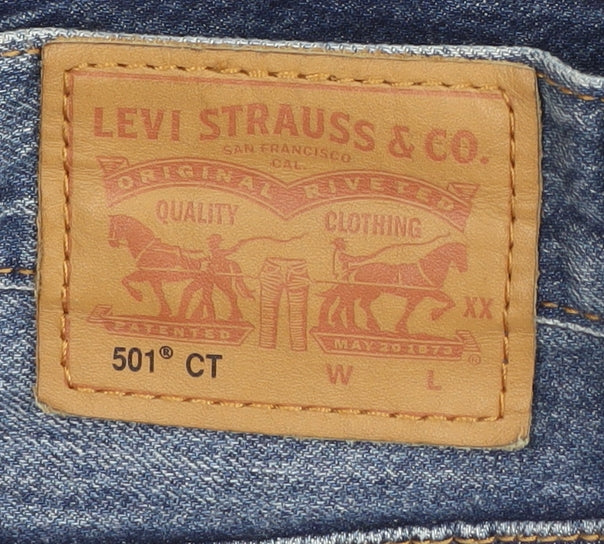 LEVI STRAUSS & CO.
SAN FRANCISCO
CAL.
ORIGINAL RIVETED
QUALITY CLOTHING
XX
PATENTED MAY 20 1873 ®
501® CT W L